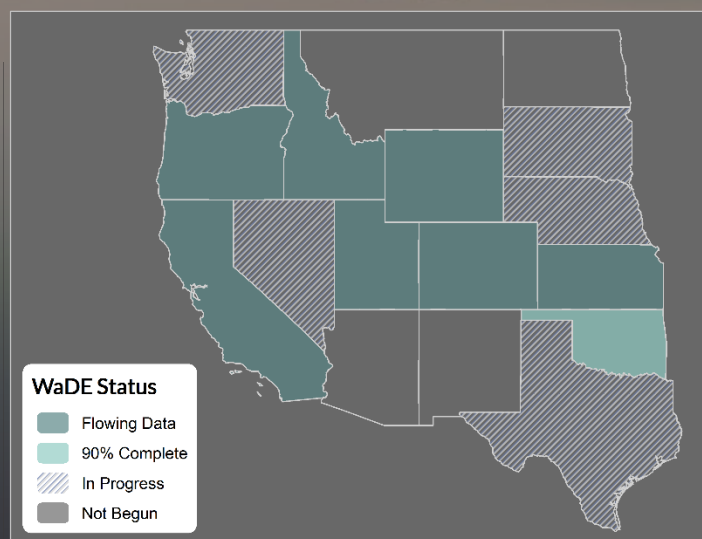 WaDE Status
Flowing Data
90% Complete
In Progress
Not Begun